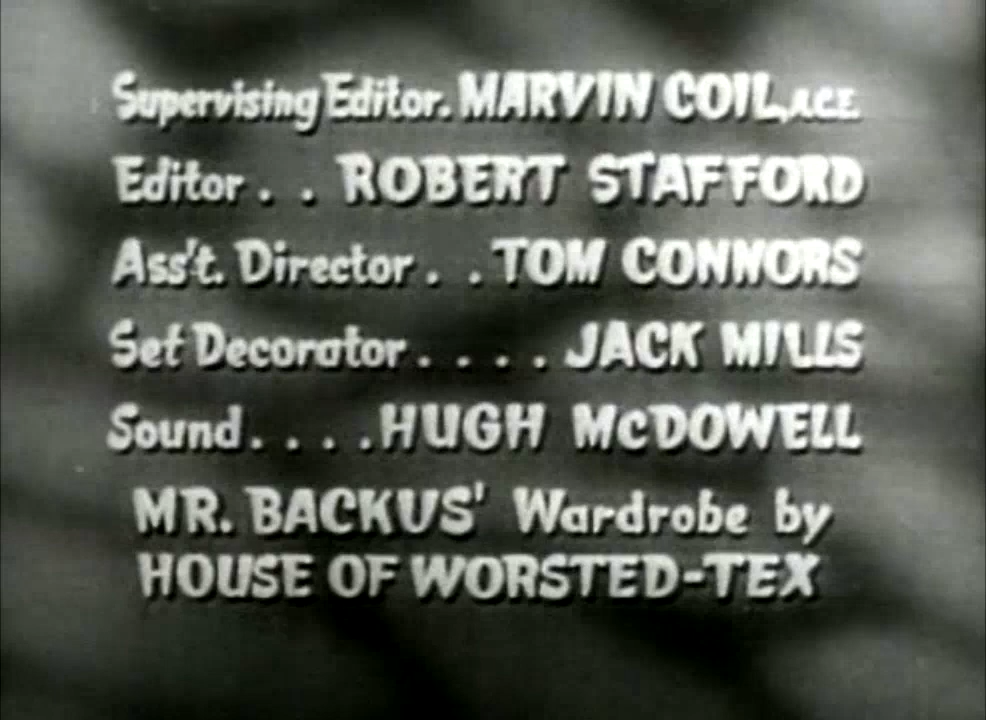 Supervising Editor. MARVIN COIL, A.C.E.
Editor . . ROBERT STAFFORD
Ass't. Director . . TOM CONNORS
Set Decorator . . . . JACK MILLS
Sound. . . . HUGH McDOWELL
MR. BACKUS' Wardrobe by
HOUSE OF WORSTED-TEX